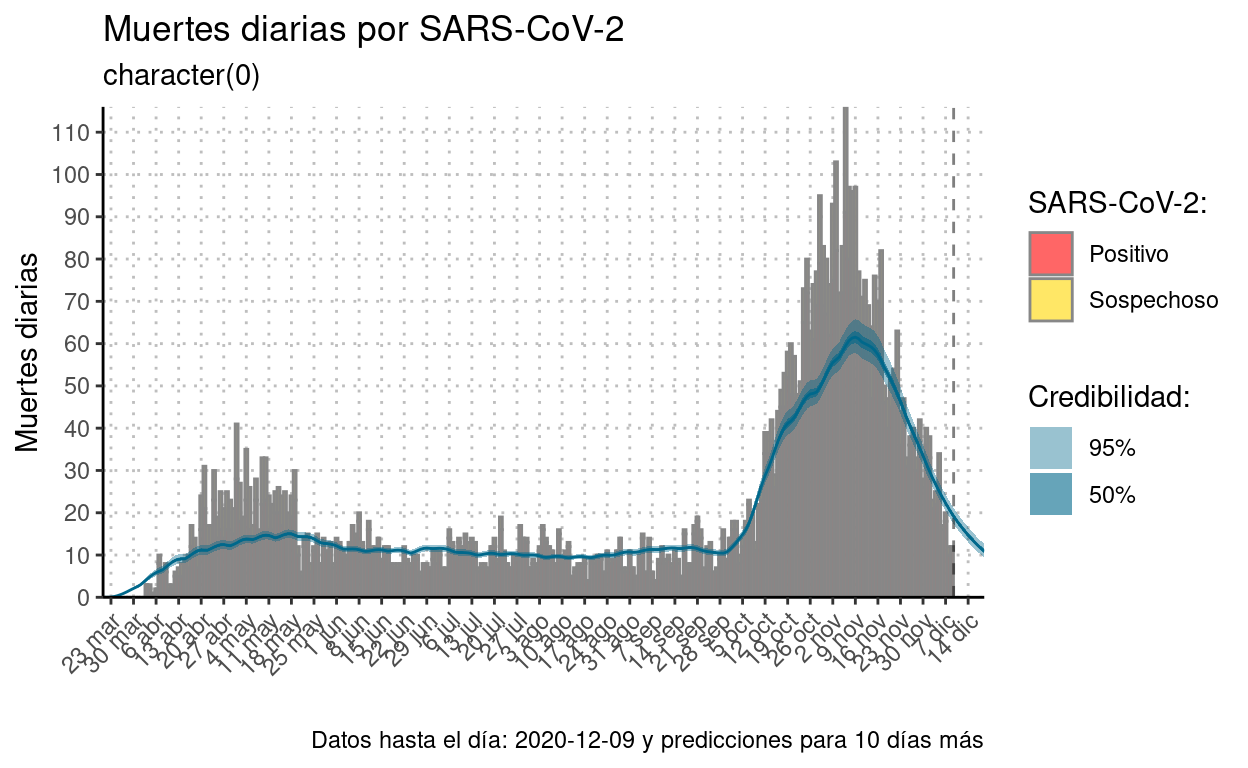 Muertes diarias por SARS-CoV-2
character(0)
Muertes diarias
110
100
90
80
70
60
50
40
30
20
10
0
23 mar
30 mar
6 abr
13 abr
20 abr
27 abr
4 may
11 may
18 may
25 may
1 jun
8 jun
15 jun
22 jun
29 jun
6 jul
13 jul
20 jul
27 jul
3 ago
10 ago
17 ago
24 ago
31 ago
7 sep
14 sep
21 sep
28 sep
5 oct
12 oct
19 oct
26 oct
2 nov
9 nov
16 nov
23 nov
30 nov
7 dic
14 dic
SARS-CoV-2:
Positivo
Sospechoso
Credibilidad:
95%
50%
Datos hasta el día: 2020-12-09 y predicciones para 10 días más